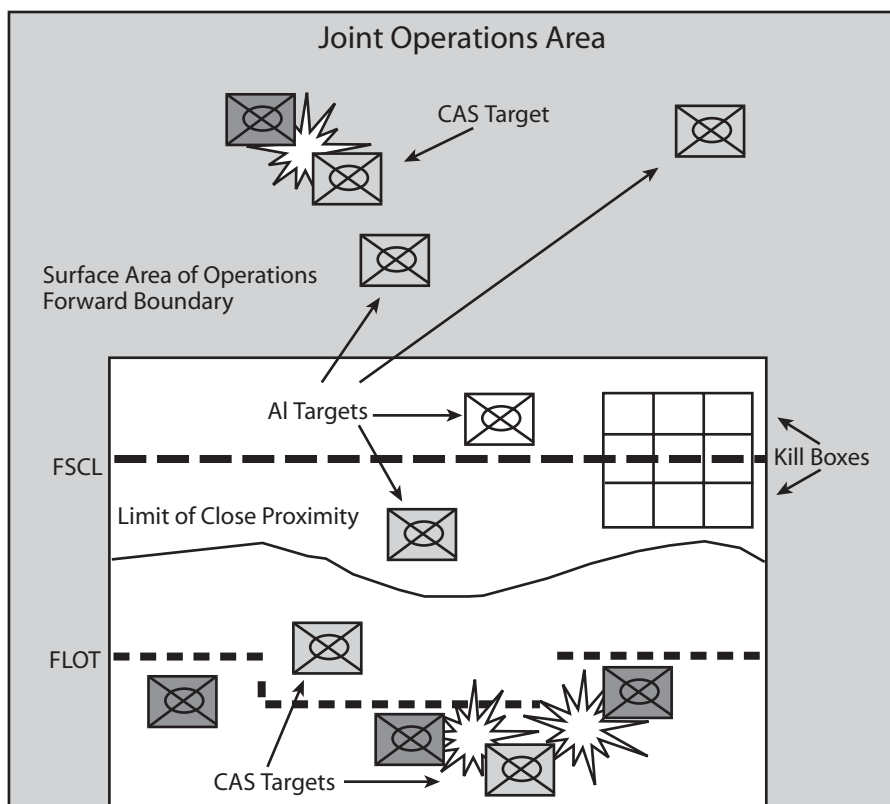 Joint Operations Area
CAS Target
Surface Area of Operations
Forward Boundary
AI Targets
Kill Boxes
FSCL
Limit of Close Proximity
FLOT
CAS Targets